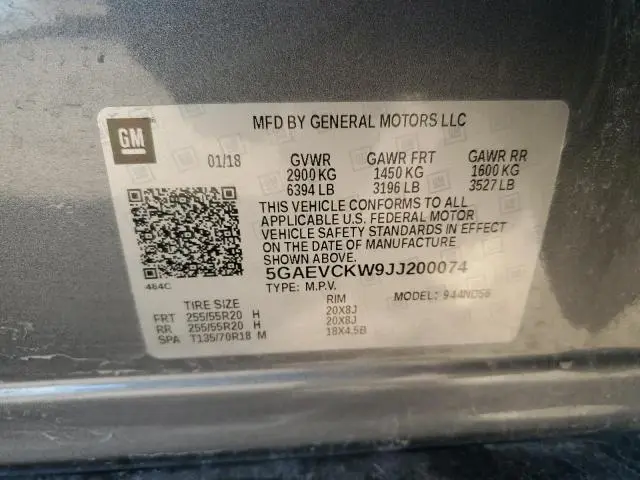 MFD BY GENERAL MOTORS LLC
GM
01/18 GVWR GAWR FRT GAWR RR
2900 KG 1450 KG 1600 KG
6394 LB 3196 LB 3527 LB
THIS VEHICLE CONFORMS TO ALL
APPLICABLE U.S. FEDERAL MOTOR
VEHICLE SAFETY STANDARDS IN EFFECT
ON THE DATE OF MANUFACTURE
SHOWN ABOVE.
5GAEVCKW9JJ200074
464C
TYPE: M.P.V. MODEL: 944ND56
TIRE SIZE RIM
FRT 255/55R20 H 20X8J
RR 255/55R20 H 20X8J
SPA T135/70R18 M 18X4.5B